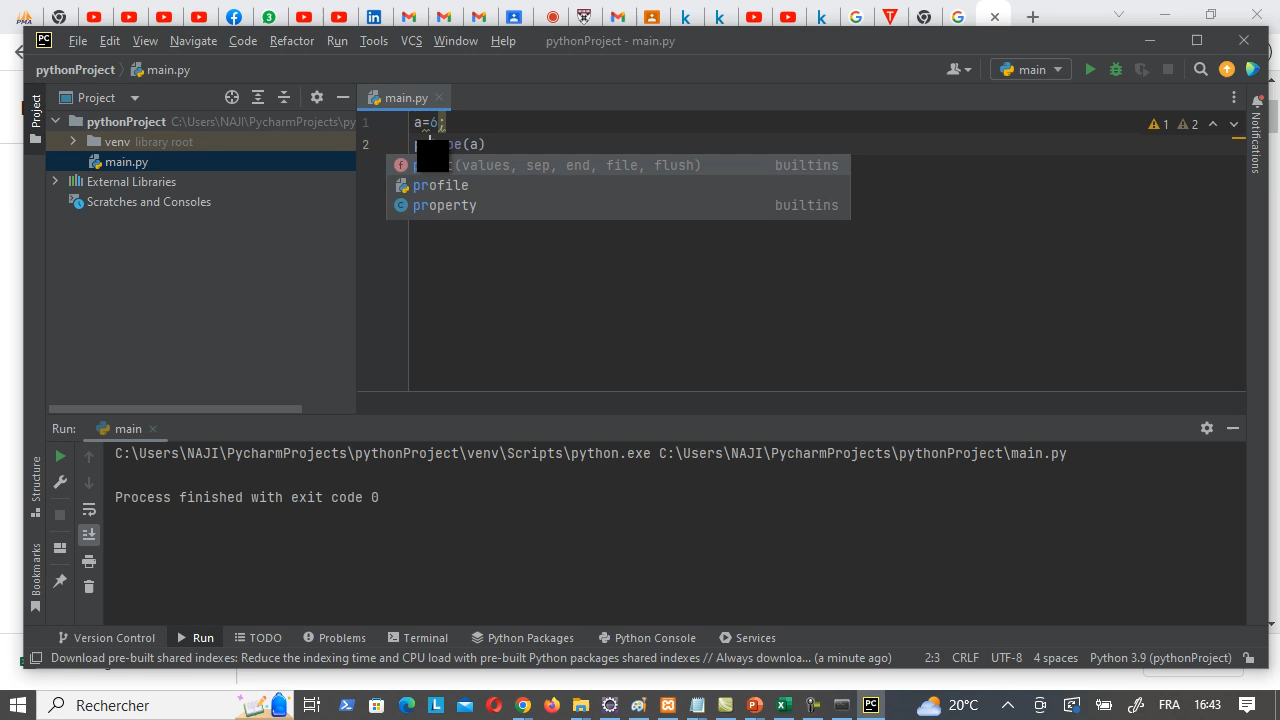 File Edit View Navigate Code Refactor Run Tools VCS Window Help pythonProject - main.py
pythonProject main.py
main
Project
main.py
pythonProject C:\Users\NAJI\PycharmProjects\py
venv library root
main.py
External Libraries
Scratches and Consoles
1 a=6;
2 pe(a)
(values, sep, end, file, flush) builtins
profile
property builtins
1 2
Project
Notifications
Structure
Bookmarks
Run: main
C:\Users\NAJI\PycharmProjects\pythonProject\venv\Scripts\python.exe C:\Users\NAJI\PycharmProjects\pythonProject\main.py
Process finished with exit code 0
Version Control Run TODO Problems Terminal Python Packages Python Console Services
Download pre-built shared indexes: Reduce the indexing time and CPU load with pre-built Python packages shared indexes // Always downloa... (a minute ago) 2:3 CRLF UTF-8 4 spaces Python 3.9 (pythonProject)
Rechercher
20°C FRA 16:43